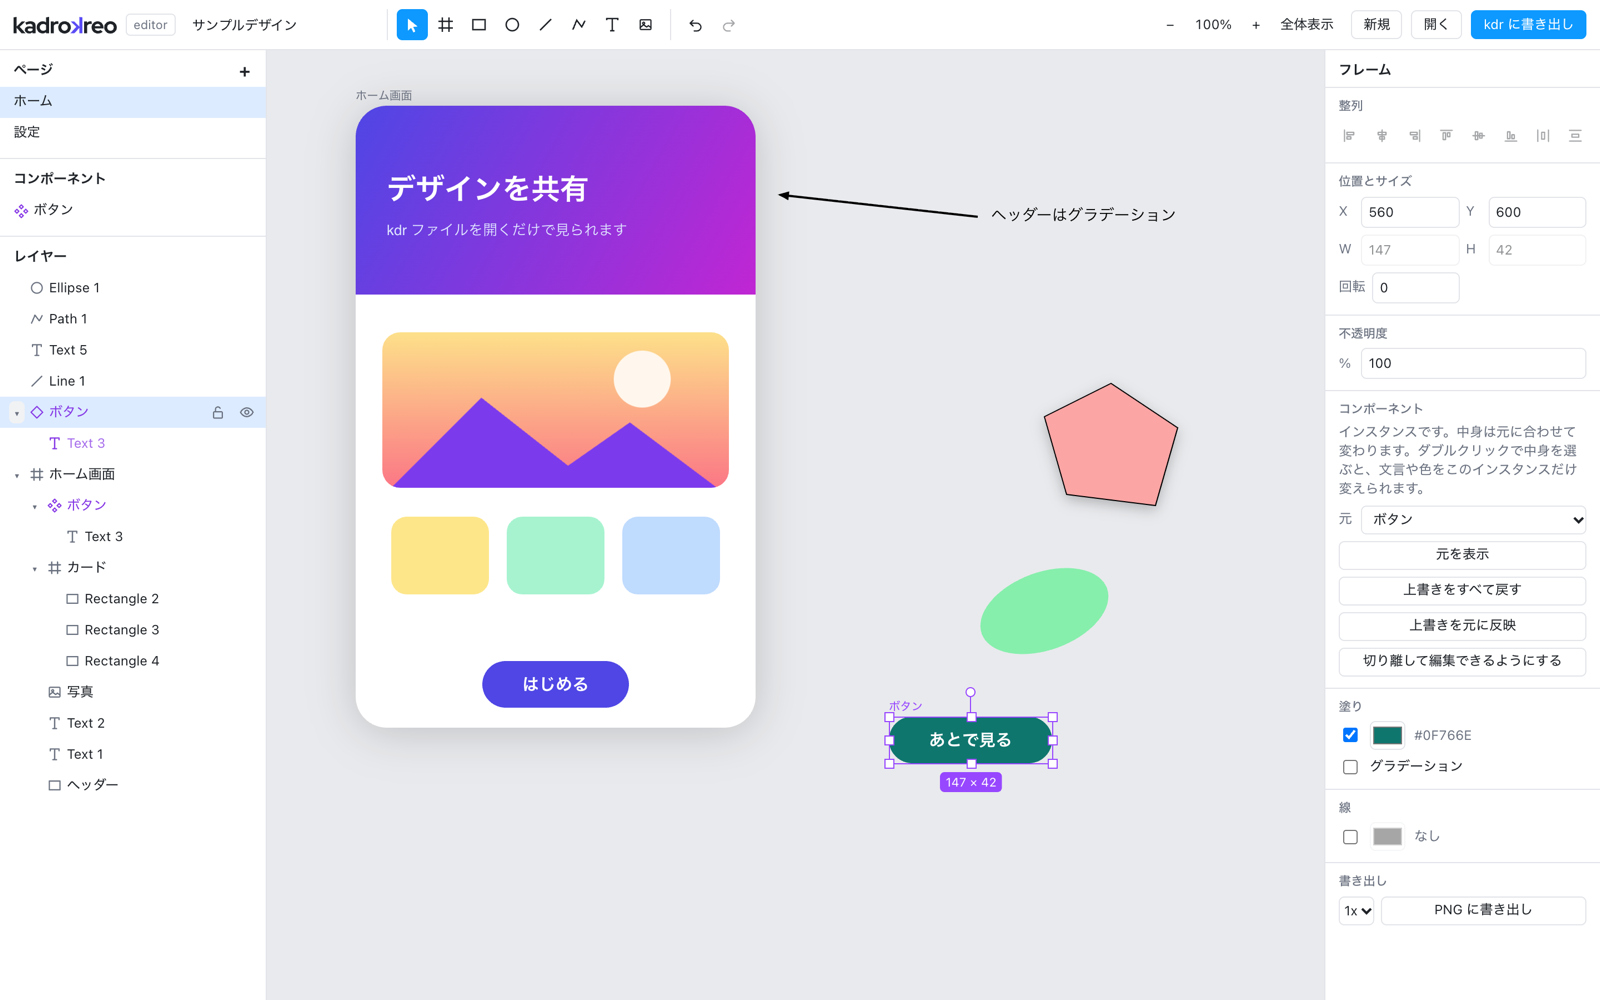 kadrokreo editor サンプルデザイン
− 100% + 全体表示 新規 開く kdr に書き出し
ページ +
ホーム
設定
コンポーネント
ボタン
レイヤー
Ellipse 1
Path 1
Text 5
Line 1
ボタン
Text 3
ホーム画面
ボタン
Text 3
カード
Rectangle 2
Rectangle 3
Rectangle 4
写真
Text 2
Text 1
ヘッダー
ホーム画面
デザインを共有
kdr ファイルを開くだけで見られます
はじめる
ヘッダーはグラデーション
ボタン
あとで見る
147 × 42
フレーム
整列
位置とサイズ
X 560 Y 600
W 147 H 42
回転 0
不透明度
% 100
コンポーネント
インスタンスです。中身は元に合わせて
変わります。ダブルクリックで中身を選
ぶと、文言や色をこのインスタンスだけ
変えられます。
元 ボタン
元を表示
上書きをすべて戻す
上書きを元に反映
切り離して編集できるようにする
塗り
#0F766E
グラデーション
線
なし
書き出し
1x PNG に書き出し